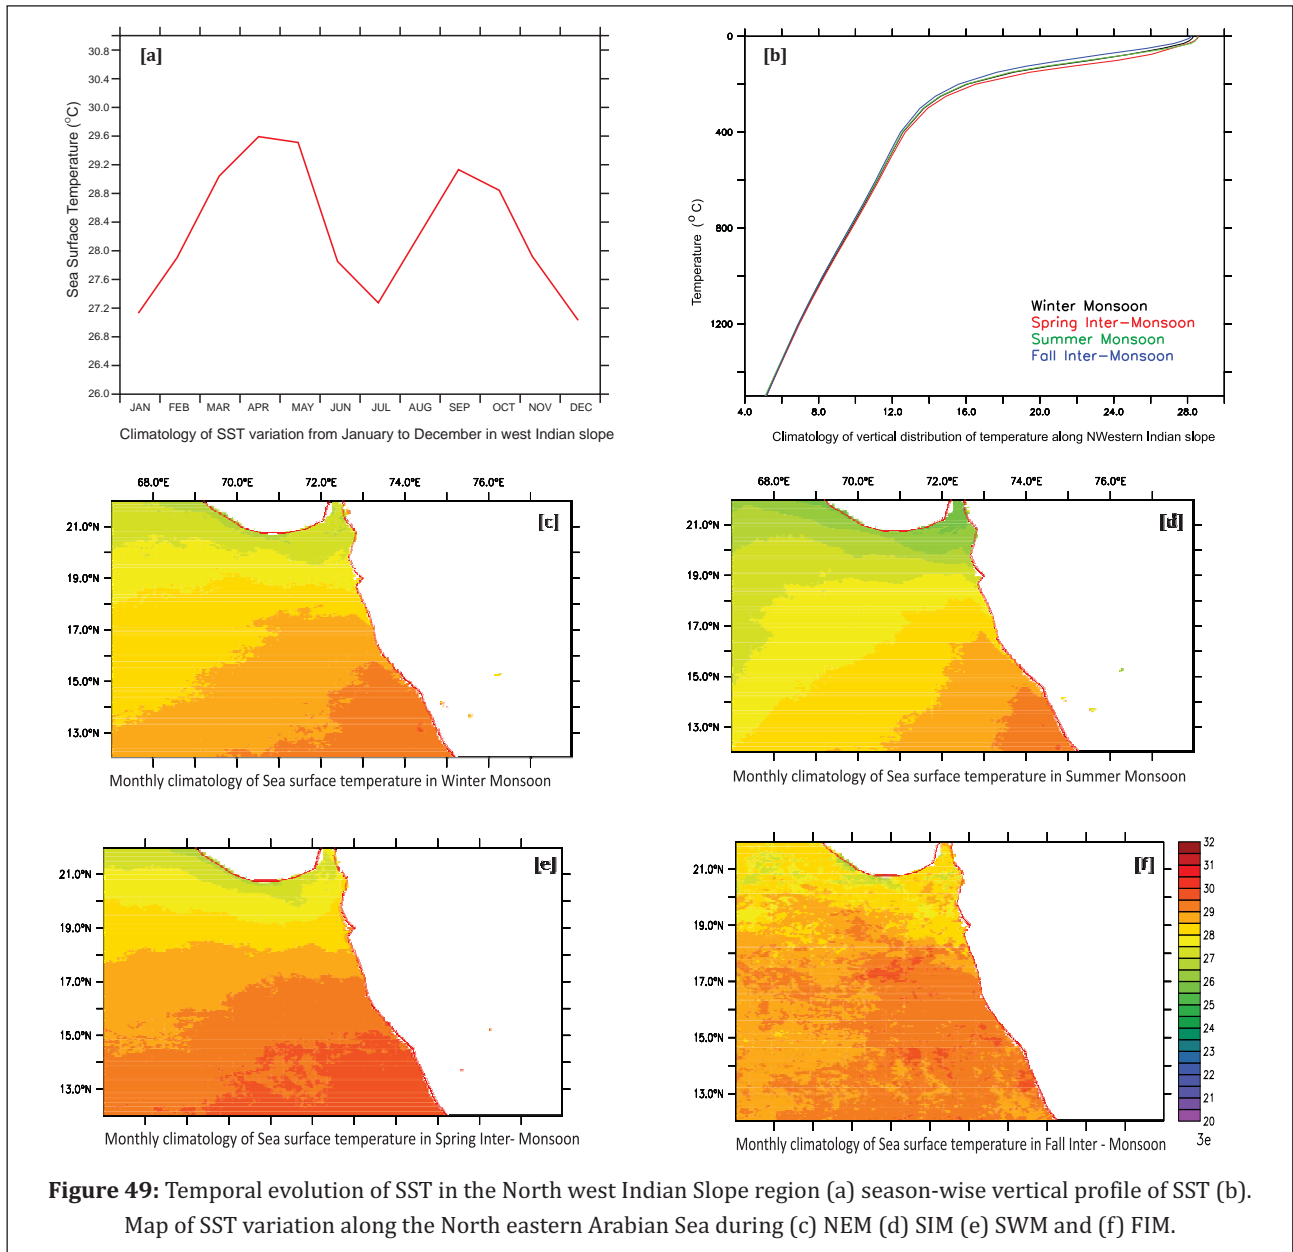 [a]
30.8
30.4
30.0
29.6
29.2
28.8
28.4
28.0
27.6
27.2
26.8
26.4
26.0
Sea Surface Temperature (°C)
JAN FEB MAR APR MAY JUN JUL AUG SEP OCT NOV DEC
Climatology of SST variation from January to December in west Indian slope
[b]
0
400
800
1200
Temperature (°C)
Winter Monsoon
Spring Inter-Monsoon
Summer Monsoon
Fall Inter-Monsoon
4.0 8.0 12.0 16.0 20.0 24.0 28.0
Climatology of vertical distribution of temperature along NWestern Indian slope
68.0°E 70.0°E 72.0°E 74.0°E 76.0°E
[c]
21.0°N
19.0°N
17.0°N
15.0°N
13.0°N
Monthly climatology of Sea surface temperature in Winter Monsoon
68.0°E 70.0°E 72.0°E 74.0°E 76.0°E
[d]
21.0°N
19.0°N
17.0°N
15.0°N
13.0°N
Monthly climatology of Sea surface temperature in Summer Monsoon
[e]
21.0°N
19.0°N
17.0°N
15.0°N
13.0°N
Monthly climatology of Sea surface temperature in Spring Inter- Monsoon
[f]
21.0°N
19.0°N
17.0°N
15.0°N
13.0°N
32
31
30
29
28
27
26
25
24
23
22
21
20
3e
Monthly climatology of Sea surface temperature in Fall Inter - Monsoon
Figure 49: Temporal evolution of SST in the North west Indian Slope region (a) season-wise vertical profile of SST (b).
Map of SST variation along the North eastern Arabian Sea during (c) NEM (d) SIM (e) SWM and (f) FIM.